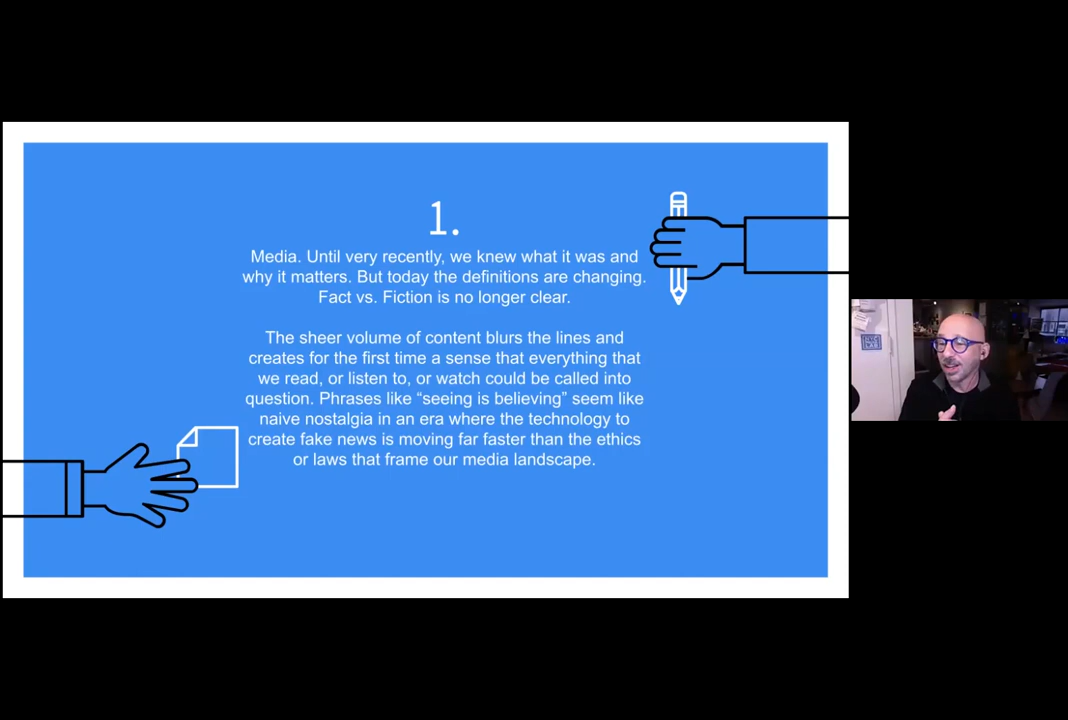 1.
Media. Until very recently, we knew what it was and
why it matters. But today the definitions are changing.
Fact vs. Fiction is no longer clear.
The sheer volume of content blurs the lines and
creates for the first time a sense that everything that
we read, or listen to, or watch could be called into
question. Phrases like “seeing is believing” seem like
naive nostalgia in an era where the technology to
create fake news is moving far faster than the ethics
or laws that frame our media landscape.